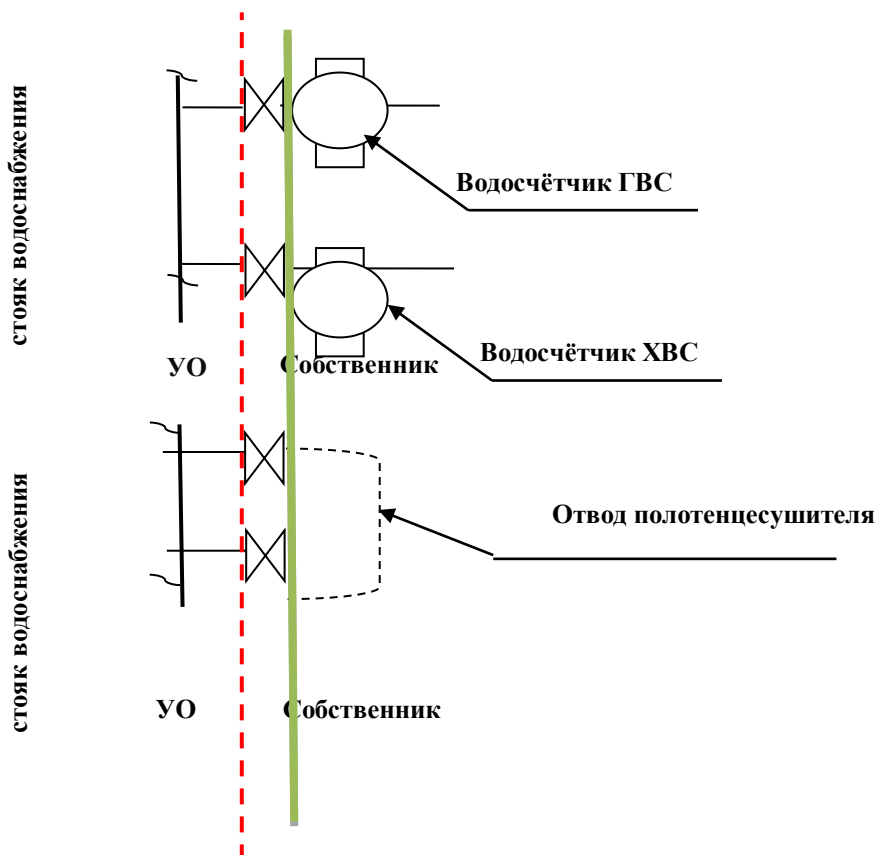 стояк водоснабжения
Водосчётчик ГВС
Водосчётчик ХВС
УО
Собственник
стояк водоснабжения
Отвод полотенцесушителя
УО
Собственник